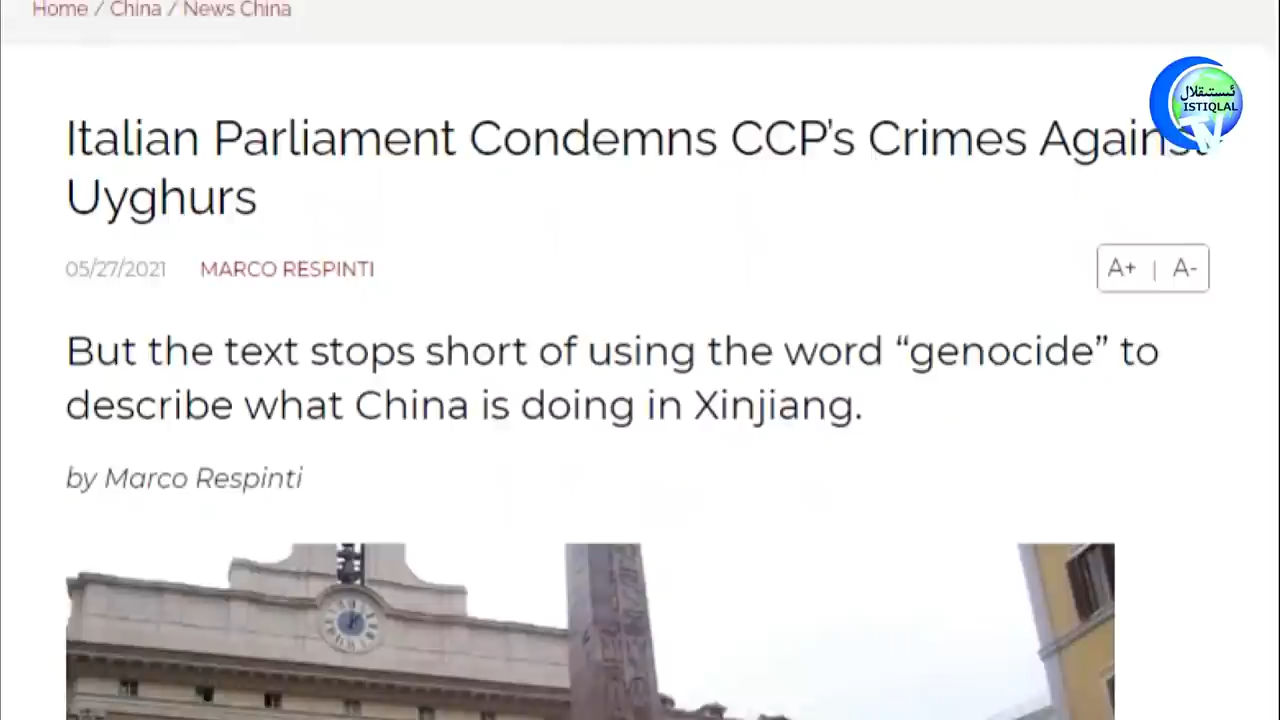 Home / China / News China
ئىستىقلال
ISTIQLAL
TV
Italian Parliament Condemns CCP's Crimes Against
Uyghurs
05/27/2021 MARCO RESPINTI
A+ | A-
But the text stops short of using the word “genocide” to
describe what China is doing in Xinjiang.
by Marco Respinti